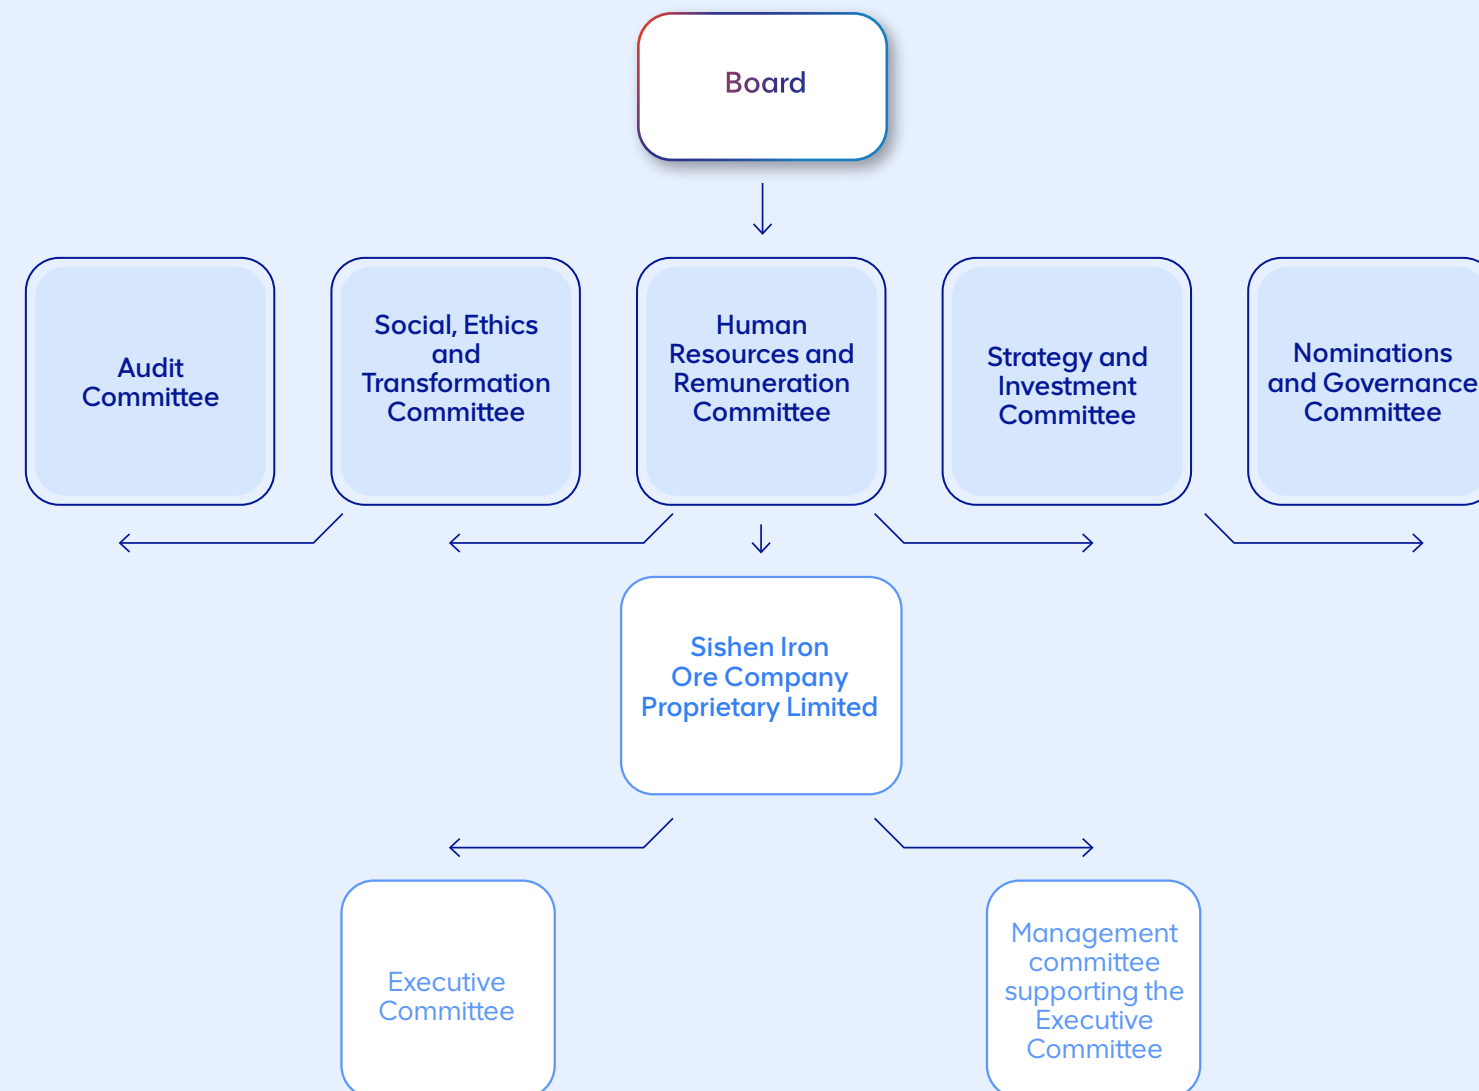 Board
Audit
Committee
Social, Ethics
and
Transformation
Committee
Human
Resources and
Remuneration
Committee
Strategy and
Investment
Committee
Nominations
and Governance
Committee
Sishen Iron
Ore Company
Proprietary Limited
Executive
Committee
Management
committee
supporting the
Executive
Committee